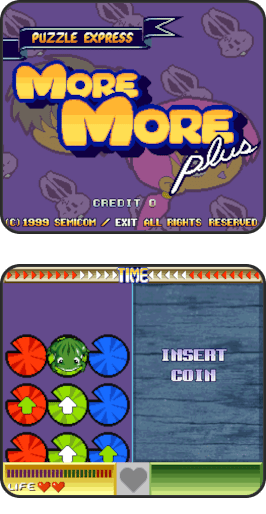 PUZZLE EXPRESS
MORE
MORE
plus
CREDIT 0
(C)1999 SEMICOM / EXIT ALL RIGHTS RESERVED
TIME
INSERT
COIN
LIFE